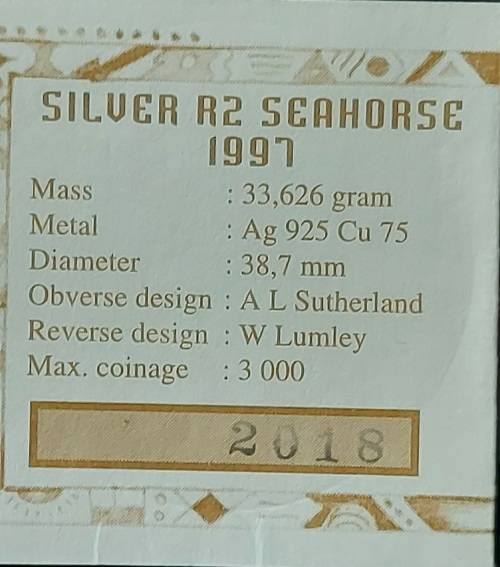 SILVER R2 SEAHORSE
1997
Mass : 33,626 gram
Metal : Ag 925 Cu 75
Diameter : 38,7 mm
Obverse design : A L Sutherland
Reverse design : W Lumley
Max. coinage : 3 000
2018